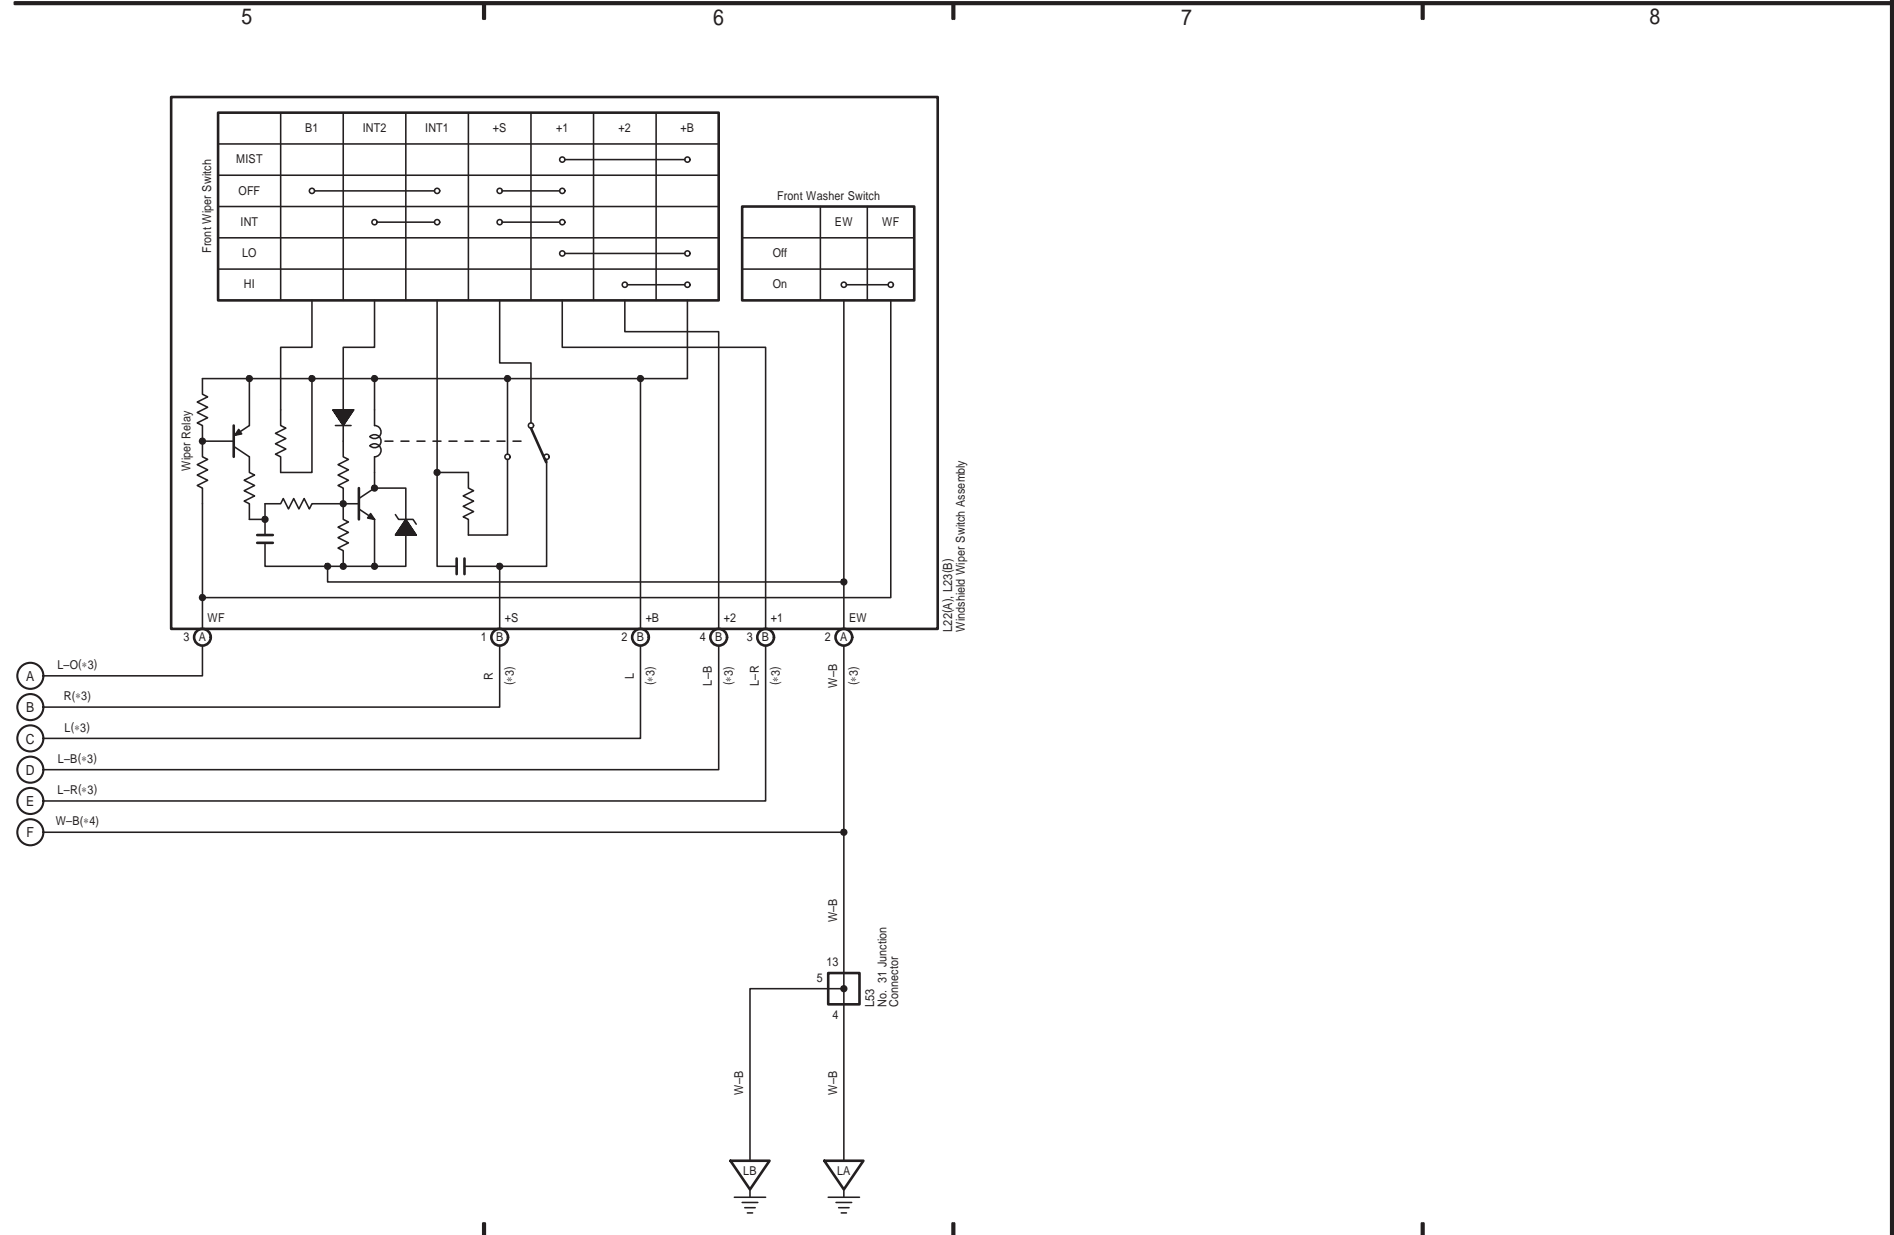 5 6 7 8
B1 INT2 INT1 +S +1 +2 +B
MIST
OFF
INT
LO
HI
Front Wiper Switch
Front Washer Switch
EW WF
Off
On
Wiper Relay
L22(A), L23(B)
Windshield Wiper Switch Assembly
WF +S +B +2 +1 EW
3 A 1 B 2 B 4 B 3 B 2 A
A L–O(∗3)
B R(∗3)
C L(∗3)
D L–B(∗3)
E L–R(∗3)
F W–B(∗4)
R (∗3)
L (∗3)
L–B (∗3)
L–R (∗3)
W–B (∗3)
W–B
13
5
4
L53
No. 31 Junction
Connector
W–B W–B
LB LA